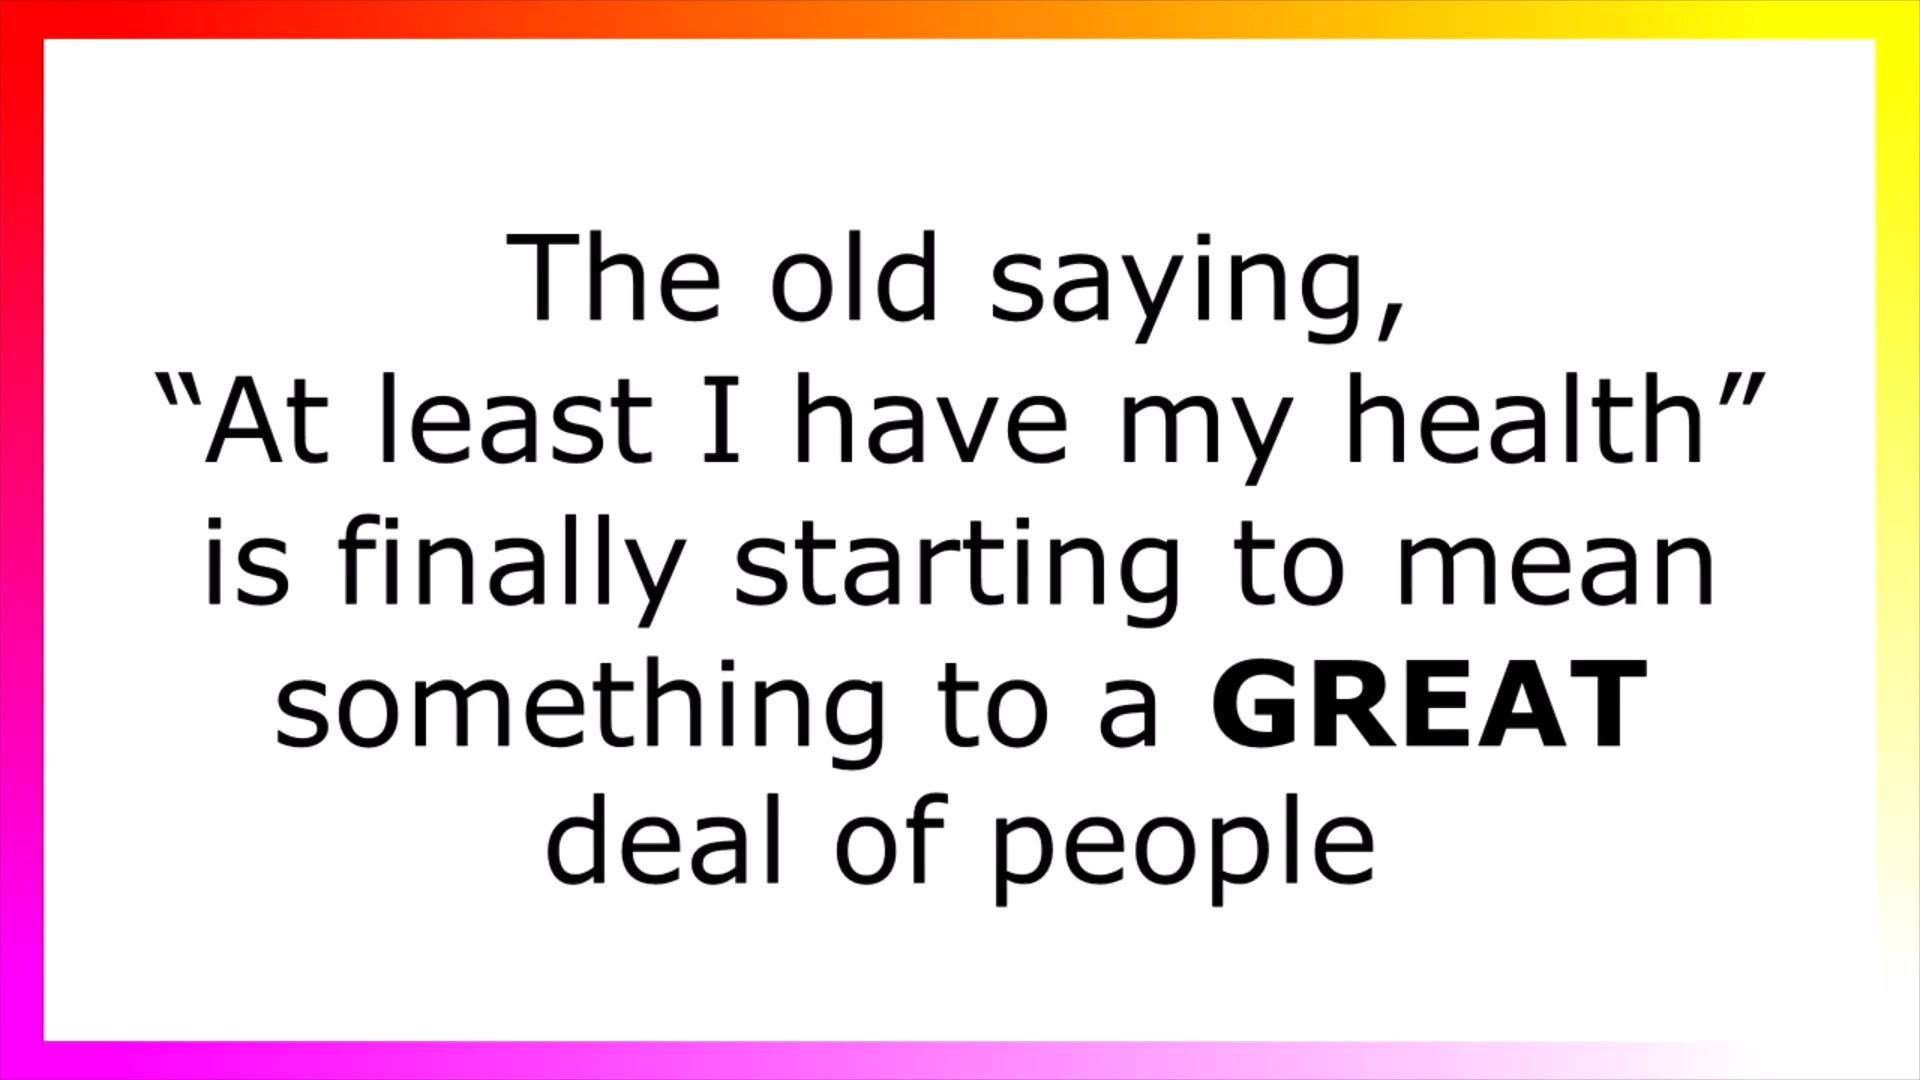 The old saying,
“At least I have my health”
is finally starting to mean
something to a GREAT
deal of people